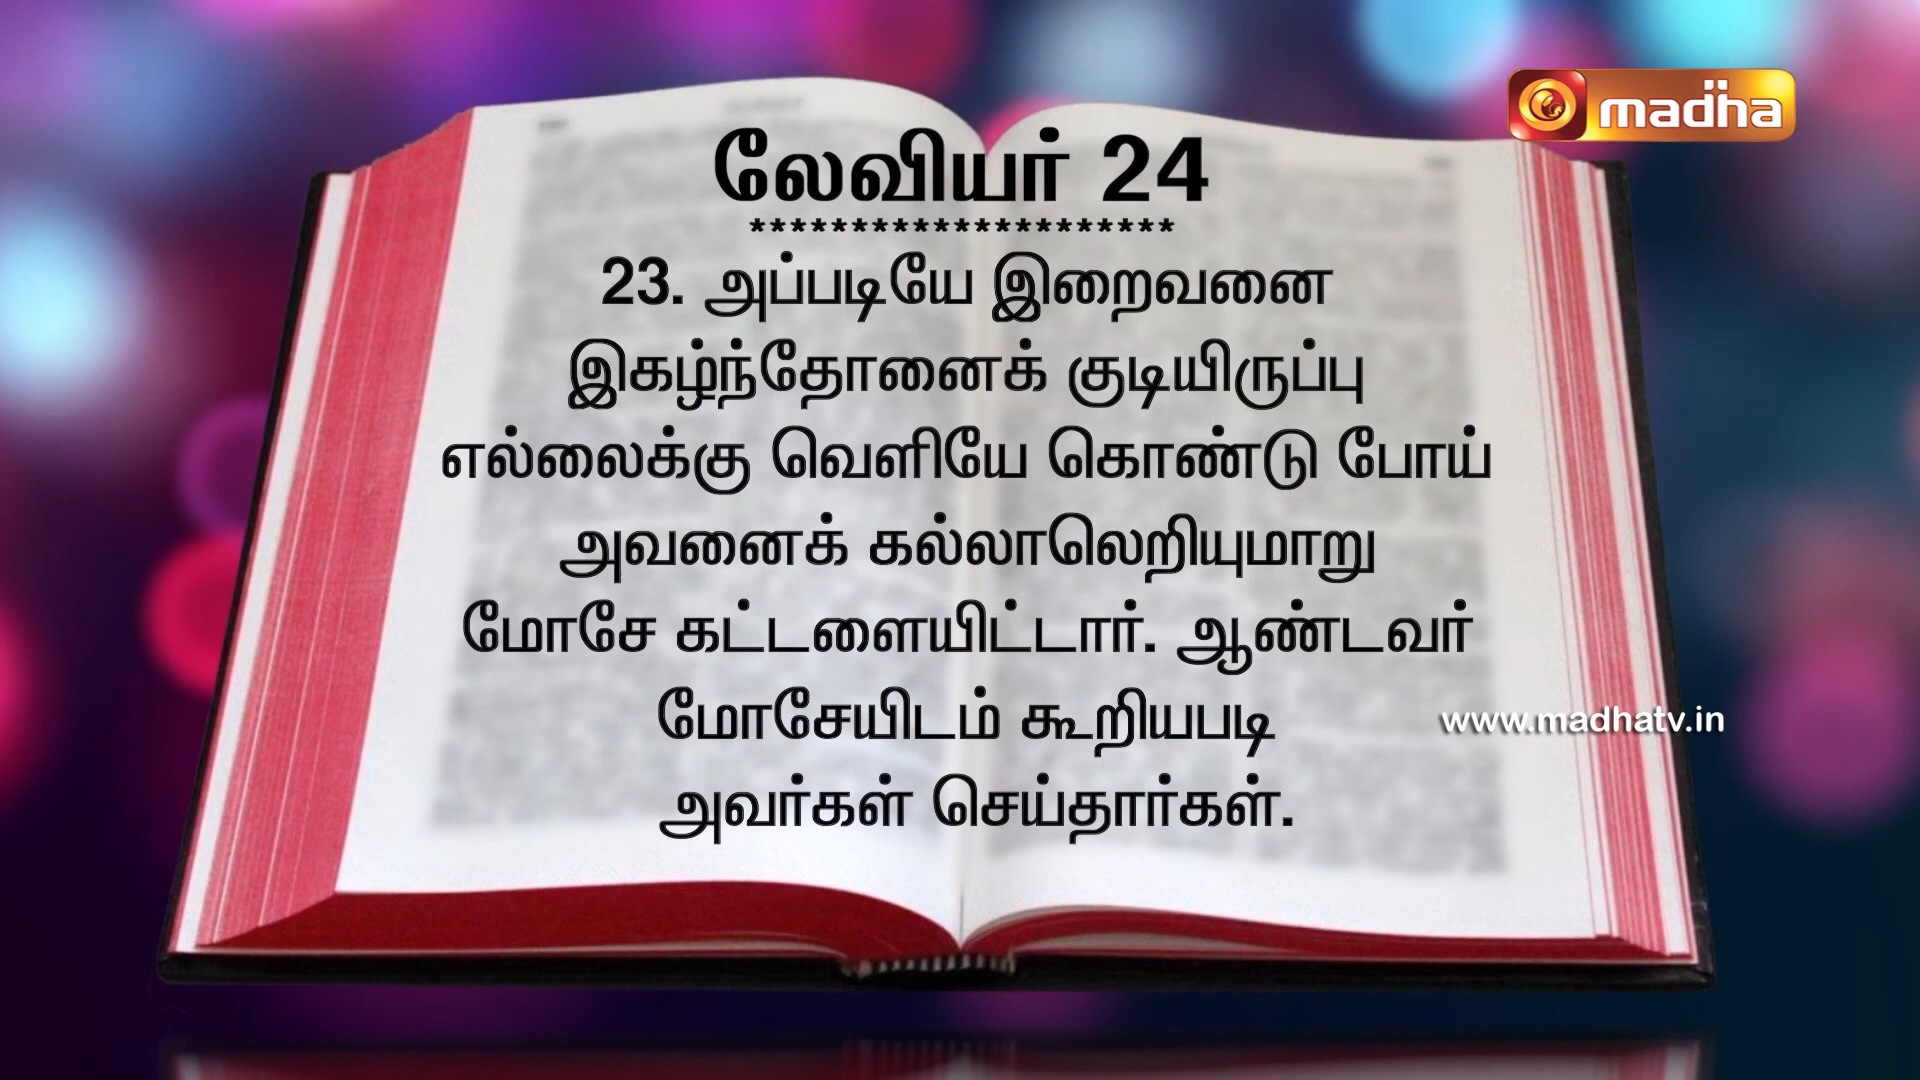 madha
லேவியர் 24
*********************
23. அப்படியே இறைவனை
இகழ்ந்தோனைக் குடியிருப்பு
எல்லைக்கு வெளியே கொண்டு போய்
அவனைக் கல்லாலெறியுமாறு
மோசே கட்டளையிட்டார். ஆண்டவர்
மோசேயிடம் கூறியபடி
அவர்கள் செய்தார்கள்.
www.madhatv.in